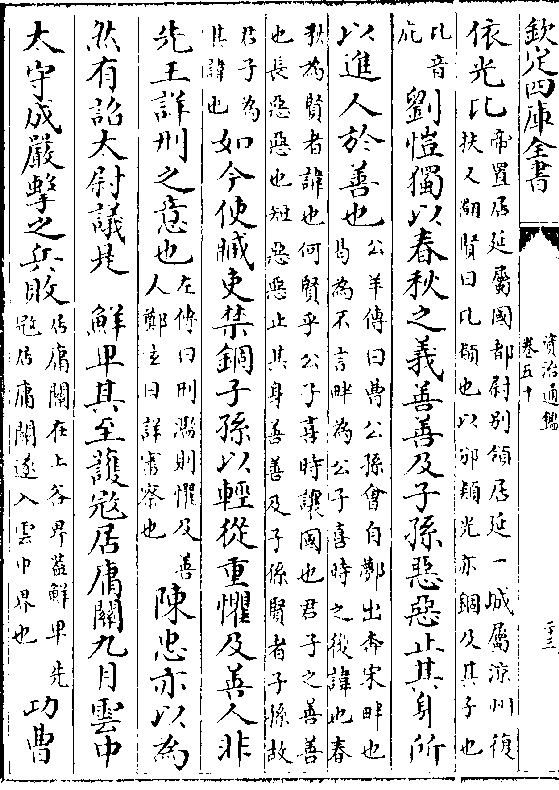 欽定四庫全書
資治通鑑
卷五十
二十三
依光比帝置居延屬國都尉别領居延一城屬涼州復
扶又翻賢曰比類也以邠類光亦錮及其子也
比音
庇劉愷獨以春秋之義善善及子孫惡惡止其身所
以進人於善也公羊傳曰曹公孫會自鄸出奔宋畔也
曷為不言畔為公子喜時之後諱也春
秋為賢者諱也何賢乎公子喜時讓國也君子之善善
也長惡惡也短惡惡止其身善善及子孫賢者子孫故
君子為
其諱也如今使贓吏禁錮子孫以輕從重懼及善人非
先王詳刑之意也左傳曰刑濫則懼及善
人鄭玄曰詳審察也陳忠亦以為
然有詔太尉議是　鮮卑其至鞬寇居庸關九月雲中
太守成嚴擊之兵敗居庸關在上谷界葢鮮卑先
寇居庸關遂入雲中界也功曹